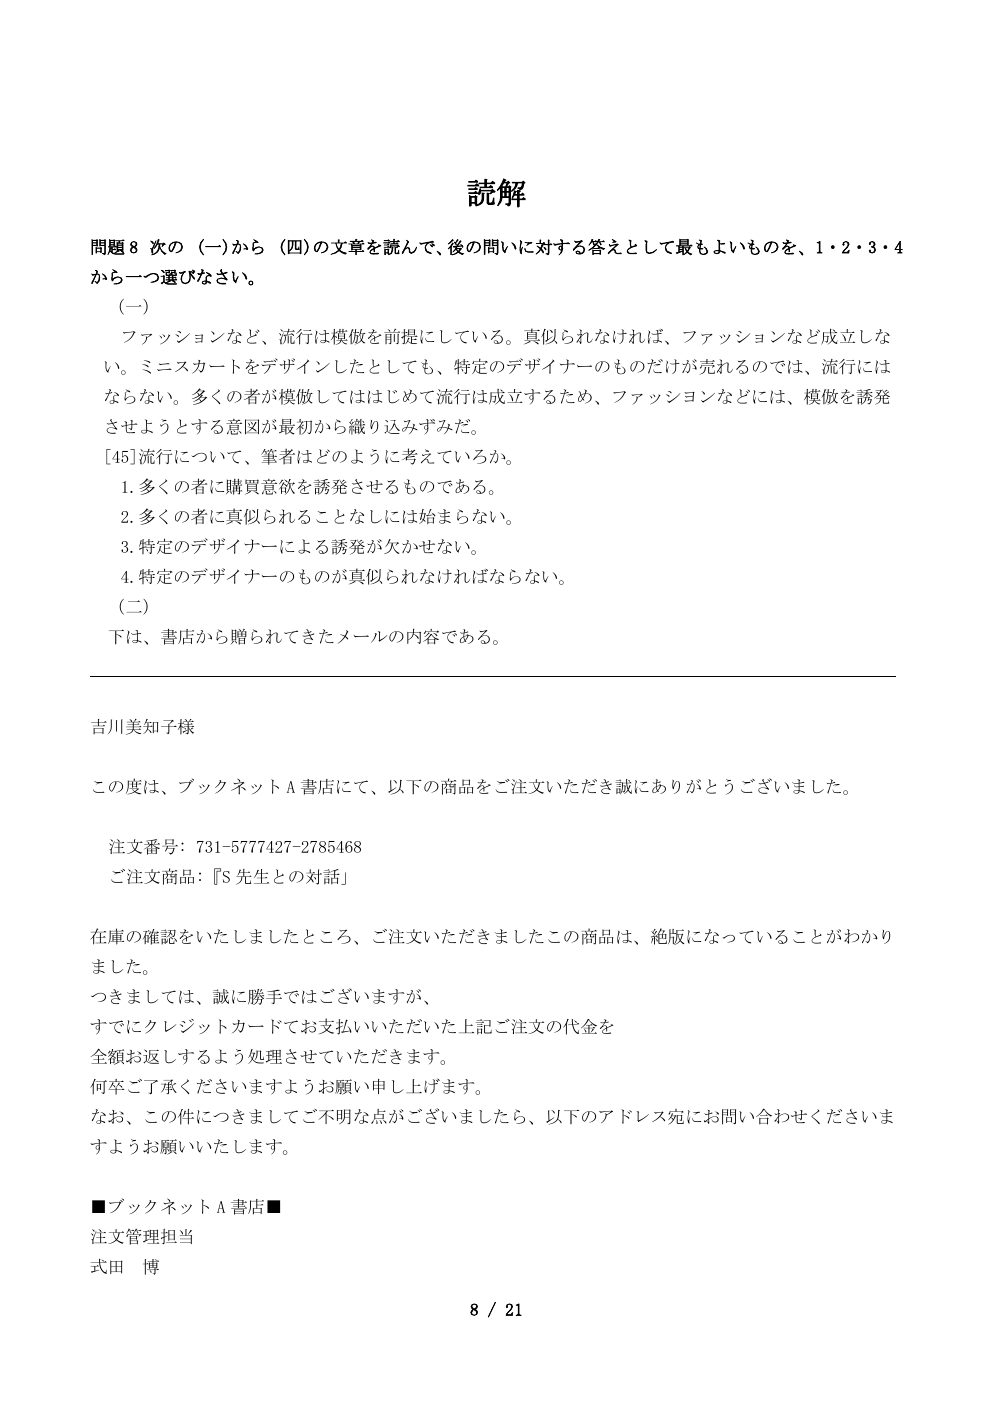 読解
問題8 次の (一)から (四)の文章を読んで、後の問いに対する答えとして最もよいものを、1・2・3・4
から一つ選びなさい。
(一)
ファッションなど、流行は模倣を前提にしている。真似られなければ、ファッションなど成立しな
い。ミニスカートをデザインしたとしても、特定のデザイナーのものだけが売れるのでは、流行には
ならない。多くの者が模倣してははじめて流行は成立するため、ファッションなどには、模倣を誘発
させようとする意図が最初から織り込みずみだ。
[45]流行について、筆者はどのように考えていろか。
1.多くの者に購買意欲を誘発させるものである。
2.多くの者に真似られることなしには始まらない。
3.特定のデザイナーによる誘発が欠かせない。
4.特定のデザイナーのものが真似られなければならない。
(二)
下は、書店から贈られてきたメールの内容である。
吉川美知子様
この度は、ブックネット A 書店にて、以下の商品をご注文いただき誠にありがとうございました。
注文番号: 731-5777427-2785468
ご注文商品:『S 先生との対話」
在庫の確認をいたしましたところ、ご注文いただきましたこの商品は、絶版になっていることがわかり
ました。
つきましては、誠に勝手ではございますが、
すでにクレジットカードてお支払いいただいた上記ご注文の代金を
全額お返しするよう処理させていただきます。
何卒ご了承くださいますようお願い申し上げます。
なお、この件につきましてご不明な点がございましたら、以下のアドレス宛にお問い合わせくださいま
すようお願いいたします。
■ブックネット A 書店■
注文管理担当
式田　博
8 / 21